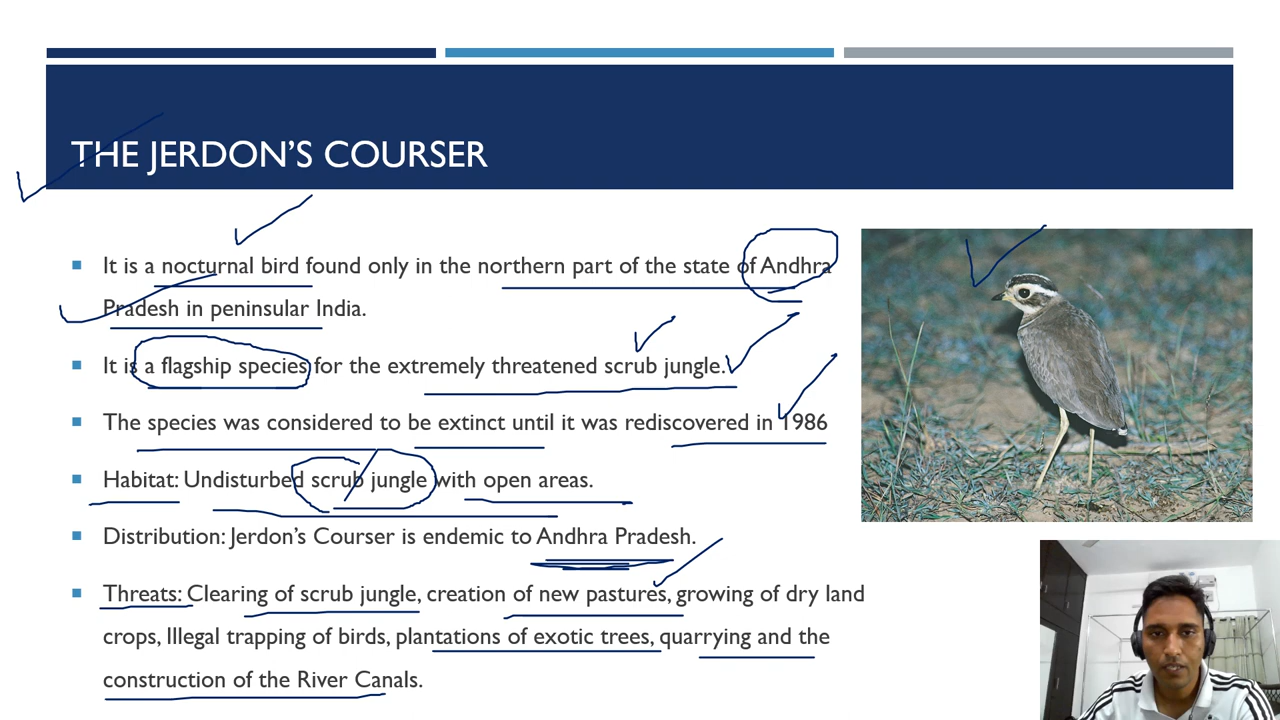 THE JERDON'S COURSER
It is a nocturnal bird found only in the northern part of the state of Andhra
Pradesh in peninsular India.
It is a flagship species for the extremely threatened scrub jungle.
The species was considered to be extinct until it was rediscovered in 1986
Habitat: Undisturbed scrub jungle with open areas.
Distribution: Jerdon's Courser is endemic to Andhra Pradesh.
Threats: Clearing of scrub jungle, creation of new pastures, growing of dry land
crops, Illegal trapping of birds, plantations of exotic trees, quarrying and the
construction of the River Canals.